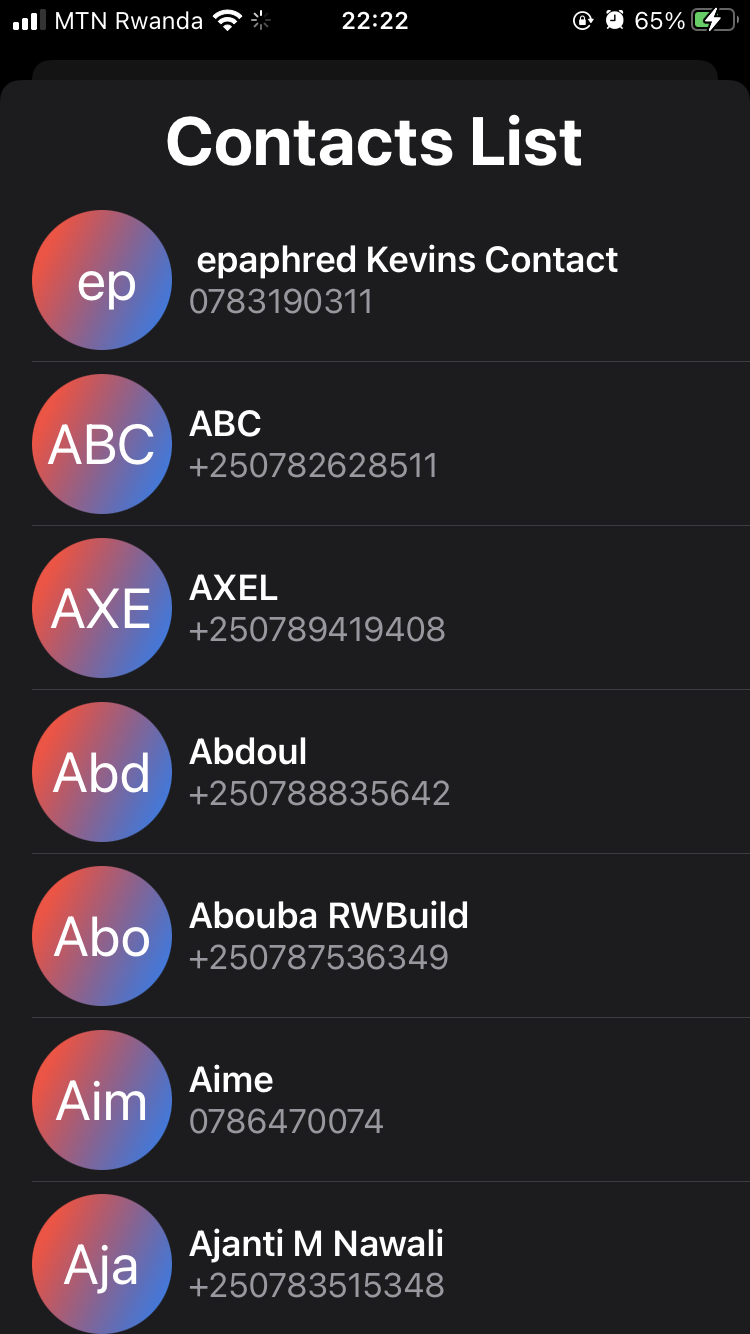 MTN Rwanda 22:22 65%
Contacts List
ep
epaphred Kevins Contact
0783190311
ABC
ABC
+250782628511
AXE
AXEL
+250789419408
Abd
Abdoul
+250788835642
Abo
Abouba RWBuild
+250787536349
Aim
Aime
0786470074
Aja
Ajanti M Nawali
+250783515348